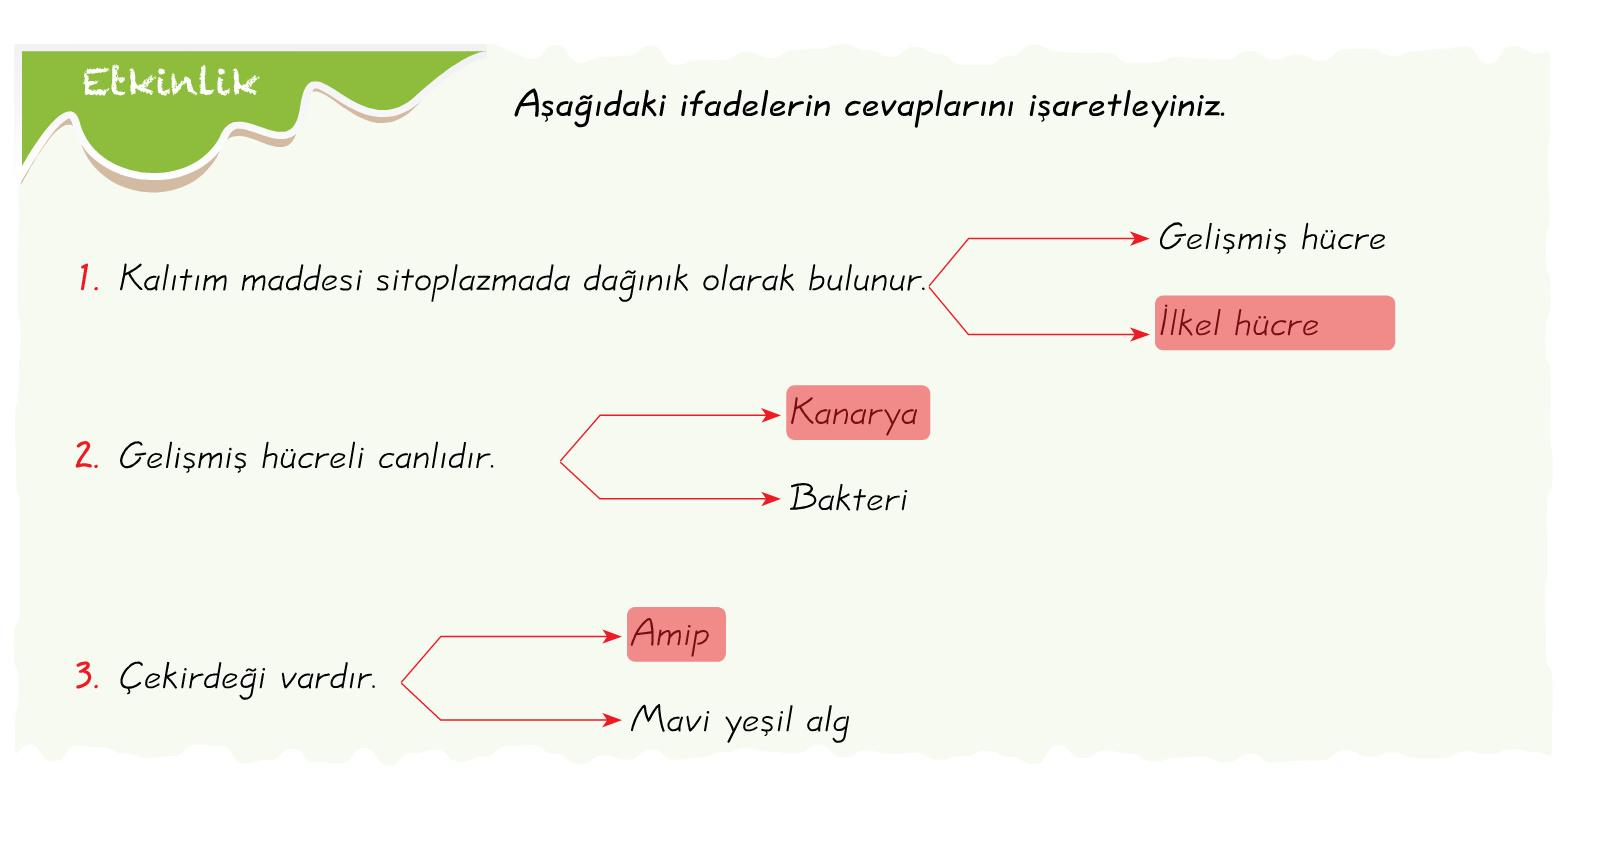 Etkinlik
Aşağıdaki ifadelerin cevaplarını işaretleyiniz.
Gelişmiş hücre
1. Kalıtım maddesi sitoplazmada dağınık olarak bulunur.
İlkel hücre
Kanarya
2. Gelişmiş hücreli canlıdır.
Bakteri
Amip
3. Çekirdeği vardır.
Mavi yeşil alg